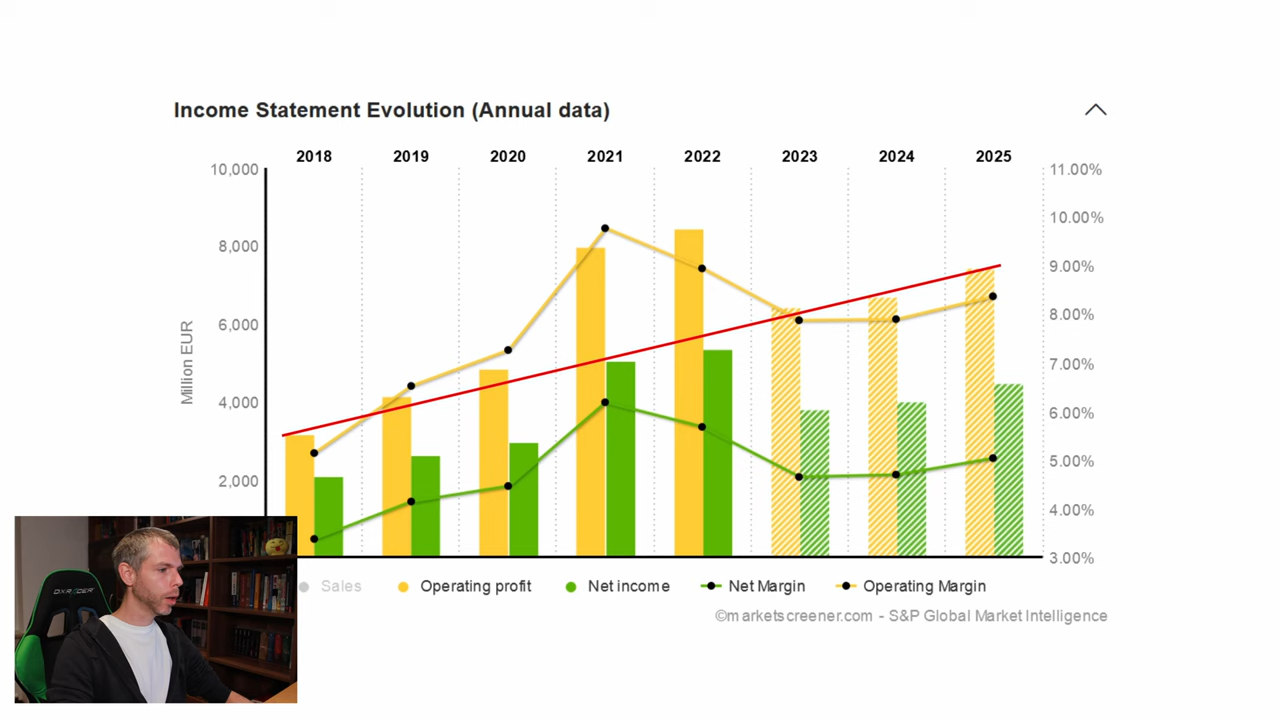 Income Statement Evolution (Annual data)
2018 2019 2020 2021 2022 2023 2024 2025
10,000 11.00%
10.00%
8,000
9.00%
6,000 8.00%
7.00%
Million EUR
4,000 6.00%
5.00%
2,000
4.00%
3.00%
Sales Operating profit Net income Net Margin Operating Margin
©marketscreener.com - S&P Global Market Intelligence
DXRACER